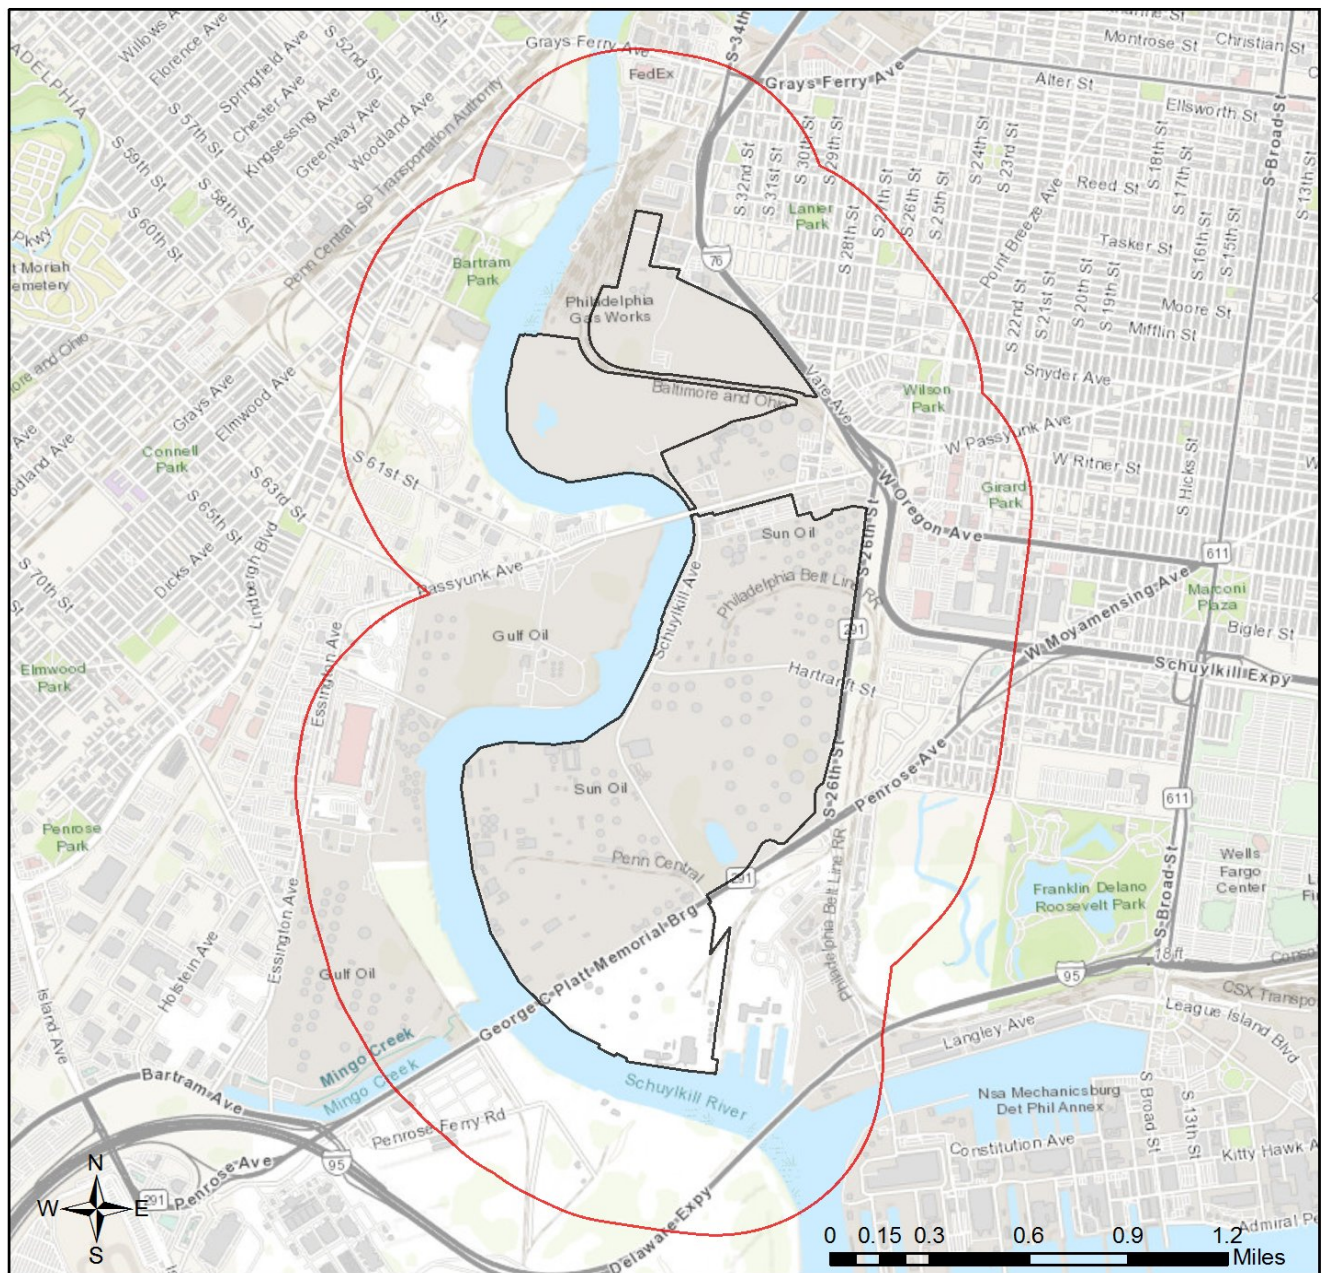 Willows Ave
Florence Ave
Springfield Ave
S 52nd St
Chester Ave
Kingsessing Ave
Greenway Ave
Woodland Ave
ADELPHIA
S 57th St
S 58th St
S 59th St
S 60th St
Pkwy
t Moriah
emetery
Penn Central
SP Transportation Authority
Grays Ferry Ave
FedEx
S-34th
Grays-Ferry Ave
Montrose St
Christian St
Alter St
Ellsworth St
S-Broad-St
S 13th St
S 32nd St
S 31st St
S 30th St
S 29th St
Lanier
Park
S 28th St
S 27th St
S 26th St
S 25th St
S 24th St
S 23rd St
Point Breeze Ave
Reed St
S 18th St
S 17th St
Tasker St
S 16th St
S 15th St
Moore St
Mifflin St
S 22nd St
S 21st St
S 20th St
S 19th St
Snyder Ave
76
Bartram
Park
Philadelphia
Gas Works
Baltimore and Ohio
Vare Ave
Wilson
Park
W Passyunk Ave
W Ritner St
S Hicks St
Girard
Park
W Oregon Ave
611
Marconi
Plaza
Bigler St
W Moyamensing Ave
Schuylkill Expy
ore and Ohio
Grays Ave
Elmwood Ave
Connell
Park
S 61st St
S 63rd St
S 65th St
Dicks Ave
S 70th St
Lindbergh Blvd
Passyunk Ave
Sun Oil
S-26th-St
Philadelphia Belt Line RR
291
Schuylkill Ave
Gulf Oil
Hartranft St
Essington Ave
Elmwood
Park
Penrose Ave
S-26th-St
611
Sun Oil
Penn Central
291
Penrose
Park
Wells
Fargo
Center
Franklin Delano
Roosevelt Park
S-Broad-St
Philadelphia Belt Line RR
George C Platt Memorial Brg
Gulf Oil
Essington Ave
Holstein Ave
Island Ave
18 ft
95
CSX Transpo
League Island Blvd
Langley Ave
Mingo Creek
Mingo Creek
Bartram Ave
Schuylkill River
Penrose Ferry Rd
Nsa Mechanicsburg
Det Phil Annex
S Broad St
S 13th St
Constitution Ave
Kitty Hawk A
95
Penrose Ave
291
Delaware Expy
Admiral Pe
N
W E
S
0 0.15 0.3 0.6 0.9 1.2
Miles